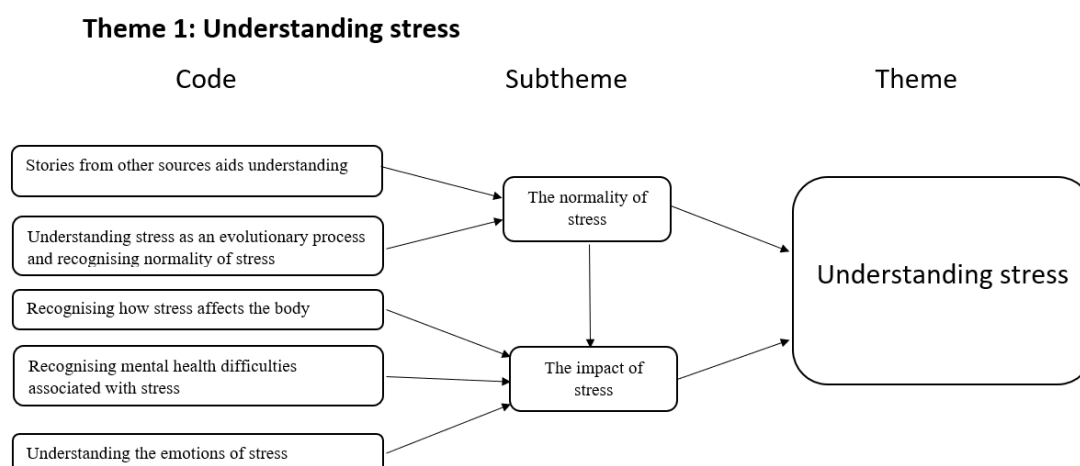 Theme 1: Understanding stress
Code
Subtheme
Theme
Stories from other sources aids understanding
Understanding stress as an evolutionary process
and recognising normality of stress
Recognising how stress affects the body
Recognising mental health difficulties
associated with stress
Understanding the emotions of stress
The normality of
stress
The impact of
stress
Understanding stress